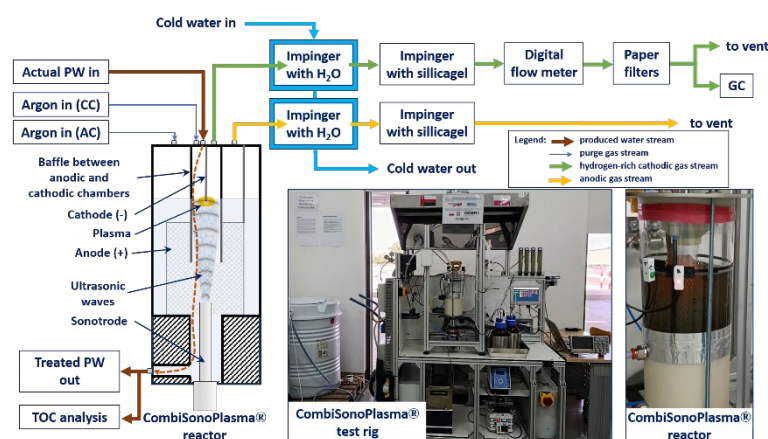 Cold water in
Impinger
with H₂O
Impinger
with sillicagel
Digital
flow meter
Paper
filters
to vent
GC
Actual PW in
Argon in (CC)
Argon in (AC)
Impinger
with H₂O
Impinger
with sillicagel
to vent
Cold water out
Legend:
produced water stream
purge gas stream
hydrogen-rich cathodic gas stream
anodic gas stream
Baffle between
anodic and
cathodic chambers
Cathode (-)
Plasma
Anode (+)
Ultrasonic
waves
Sonotrode
Treated PW
out
TOC analysis
CombiSonoPlasma®
reactor
CombiSonoPlasma®
test rig
CombiSonoPlasma®
reactor